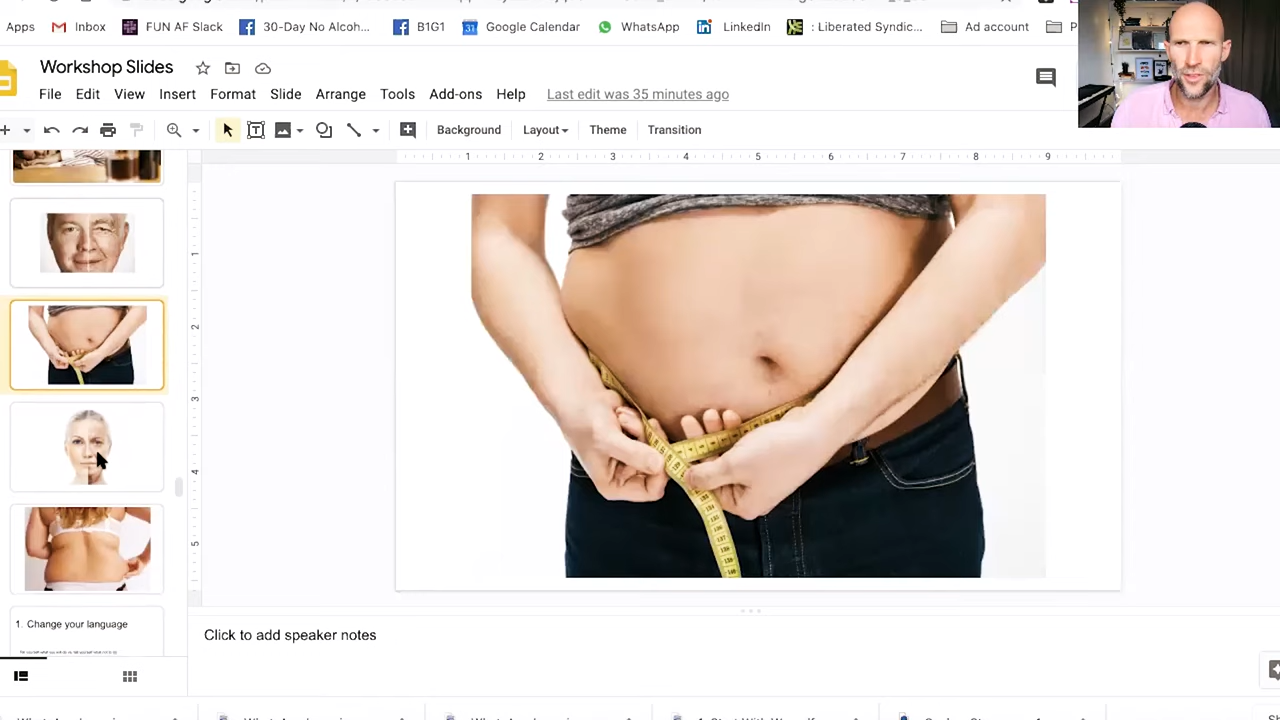 Apps Inbox FUN AF Slack 30-Day No Alcoh... BiG1 Google Calendar WhatsApp LinkedIn : Liberated Syndic... Ad account P
Workshop Slides
File Edit View Insert Format Slide Arrange Tools Add-ons Help Last edit was 35 minutes ago
Background Layout Theme Transition
1 2 3 4 5 6 7 8 9
1
2
3
4
5
1. Change your language
Click to add speaker notes